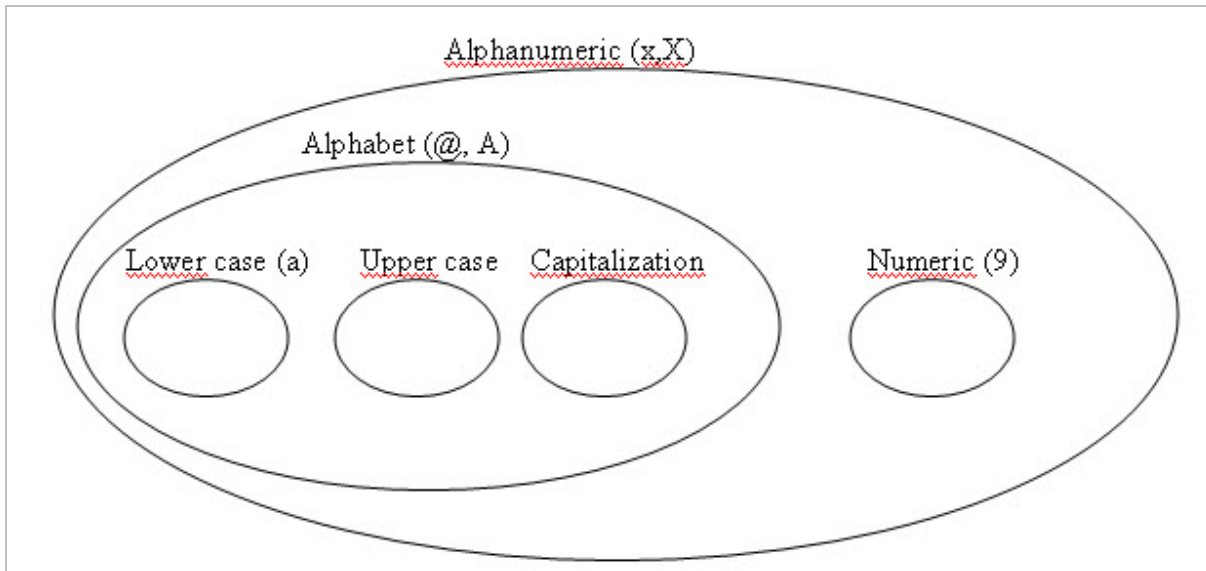 Alphanumeric (x,X)
Alphabet (@, A)
Lower case (a) Upper case Capitalization Numeric (9)